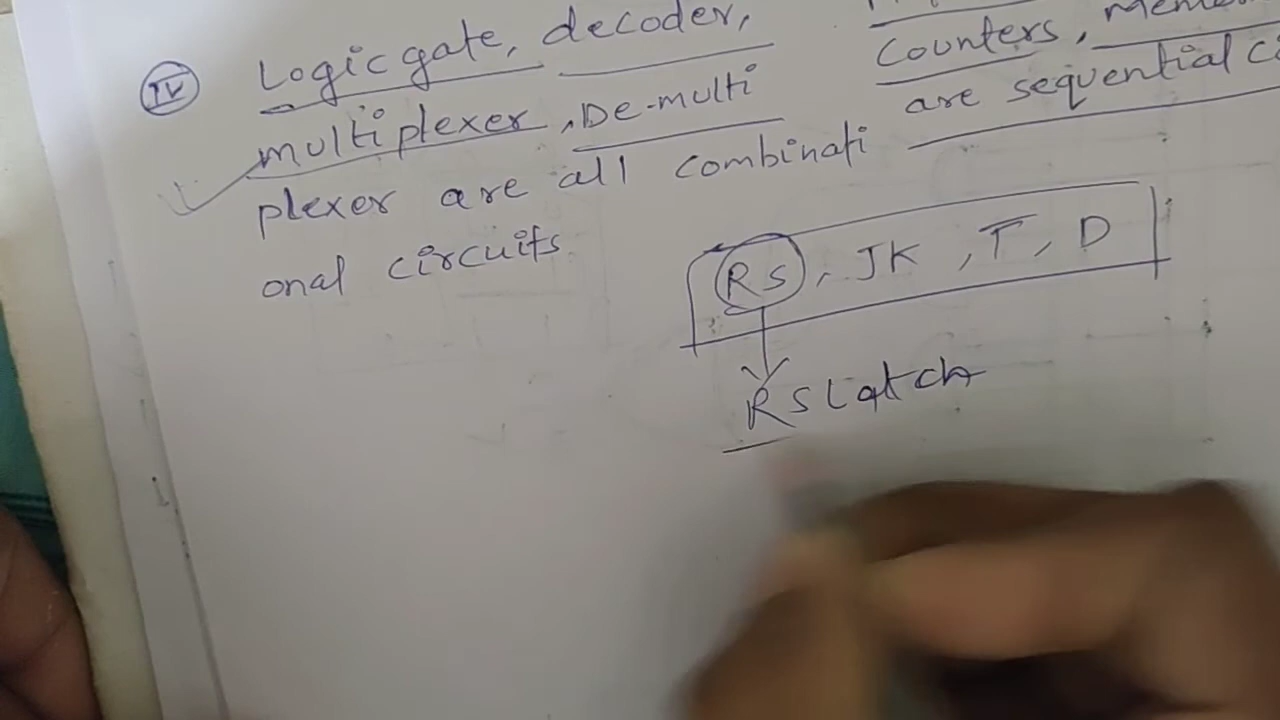 IV Logic gate, decoder,
multiplexer, De-multi
plexer are all combinati
onal circuits.
counters,
are sequential
RS, JK, T, D
RS Latch